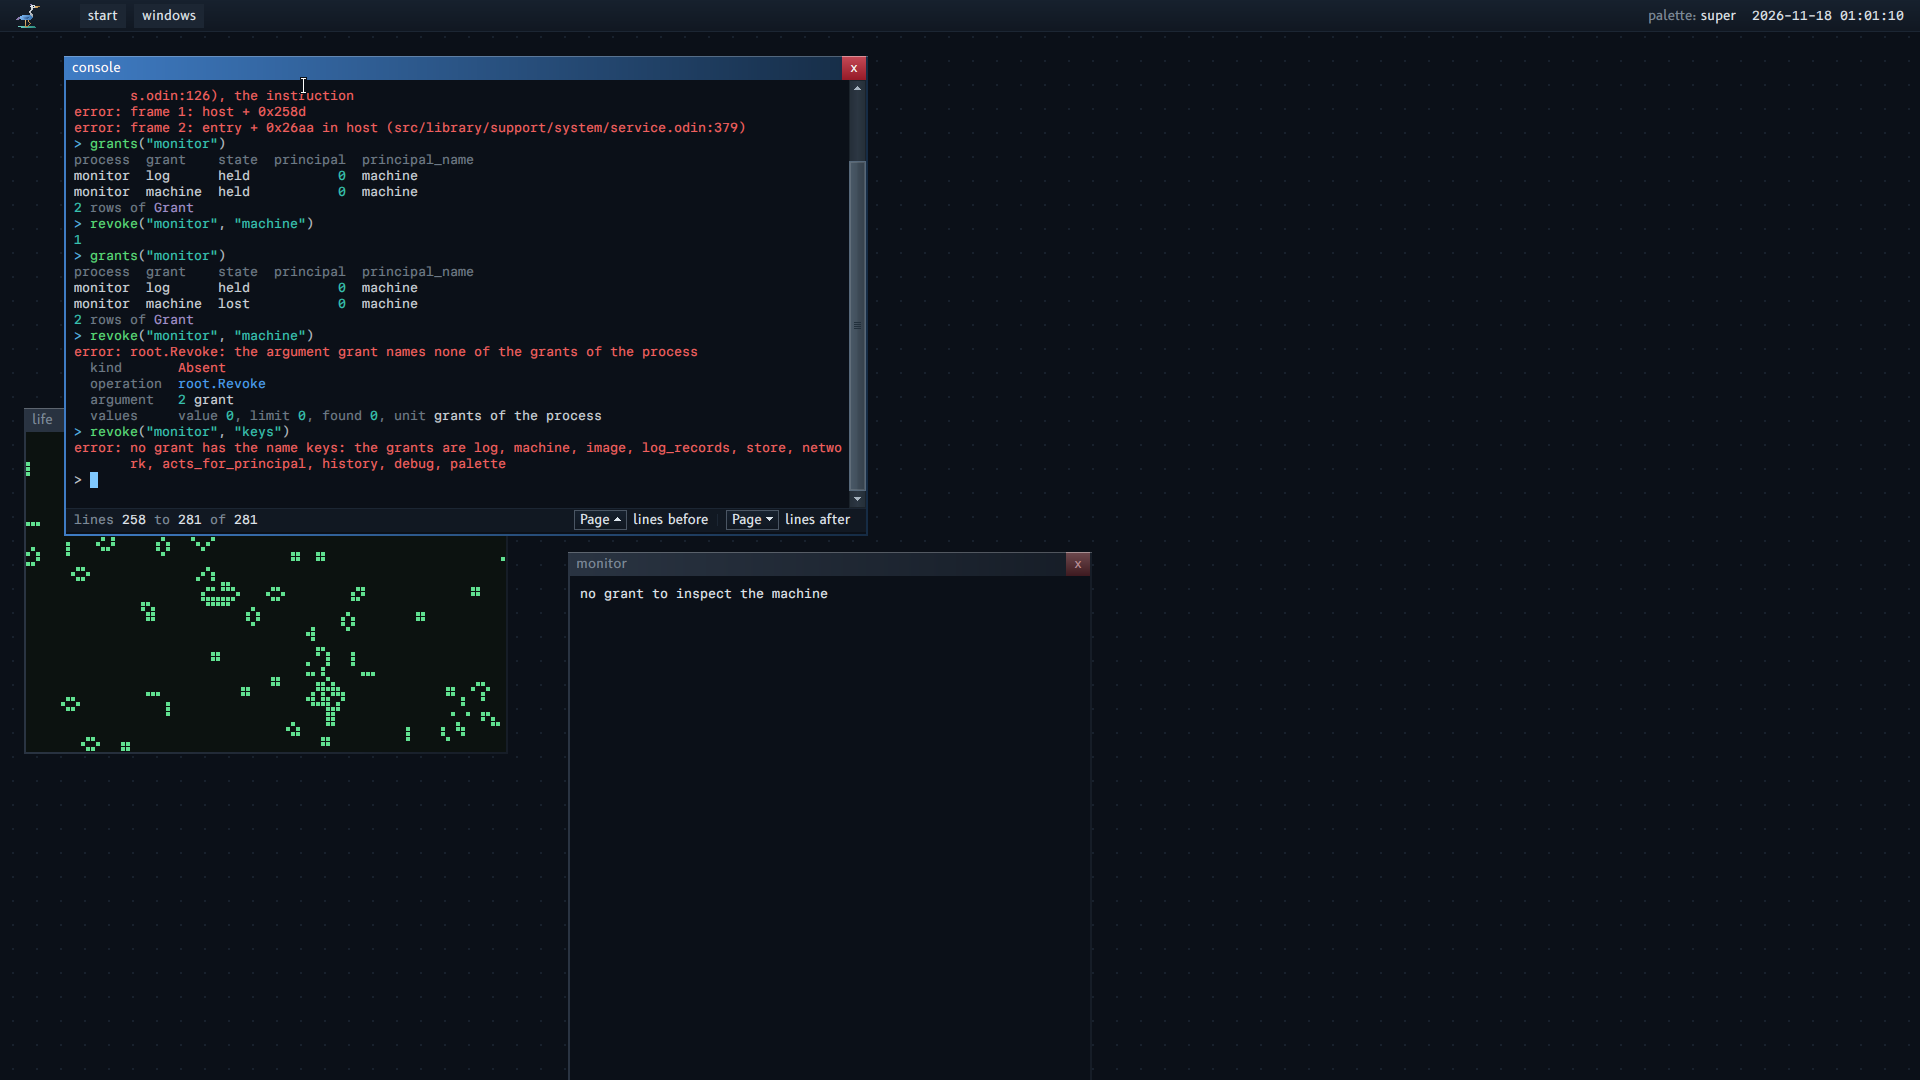 start windows palette: super 2026-11-18 01:01:10
console x
s.odin:126), the instruction
error: frame 1: host + 0x258d
error: frame 2: entry + 0x26aa in host (src/library/support/system/service.odin:379)
> grants("monitor")
process grant state principal principal_name
monitor log held 0 machine
monitor machine held 0 machine
2 rows of Grant
> revoke("monitor", "machine")
1
> grants("monitor")
process grant state principal principal_name
monitor log held 0 machine
monitor machine lost 0 machine
2 rows of Grant
> revoke("monitor", "machine")
error: root.Revoke: the argument grant names none of the grants of the process
kind Absent
operation root.Revoke
argument 2 grant
values value 0, limit 0, found 0, unit grants of the process
> revoke("monitor", "keys")
error: no grant has the name keys: the grants are log, machine, image, log_records, store, netwo
rk, acts_for_principal, history, debug, palette
>
lines 258 to 281 of 281 Page lines before Page lines after
life
monitor x
no grant to inspect the machine